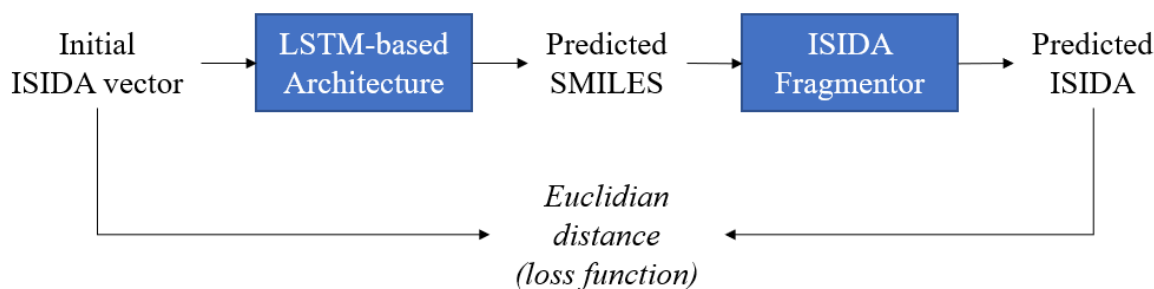 Initial
ISIDA vector
LSTM-based
Architecture
Predicted
SMILES
ISIDA
Fragmentor
Predicted
ISIDA
Euclidian
distance
(loss function)